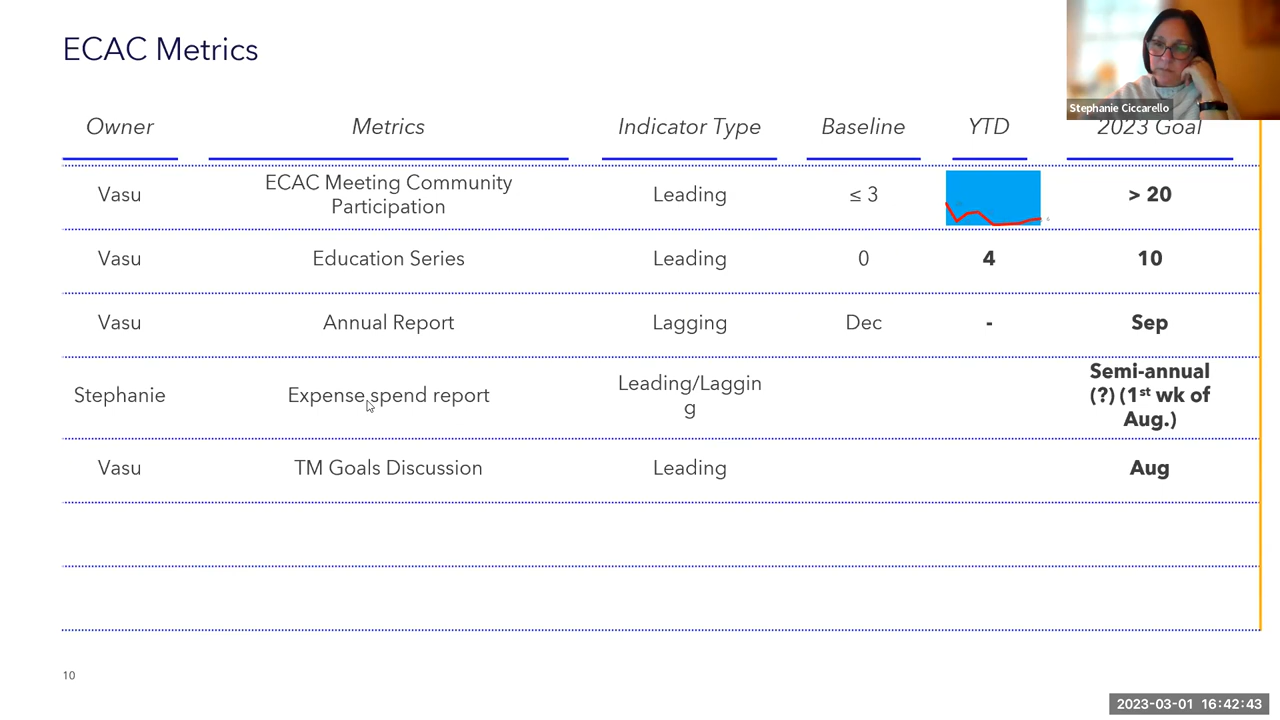 ECAC Metrics
Stephanie Ciccarello
Owner Metrics Indicator Type Baseline YTD 2023 Goal
Vasu ECAC Meeting Community Participation Leading ≤ 3 > 20
Vasu Education Series Leading 0 4 10
Vasu Annual Report Lagging Dec - Sep
Stephanie Expense spend report Leading/Laggin
g
Semi-annual
(?) (1st wk of
Aug.)
Vasu TM Goals Discussion Leading Aug
10
2023-03-01 16:42:43